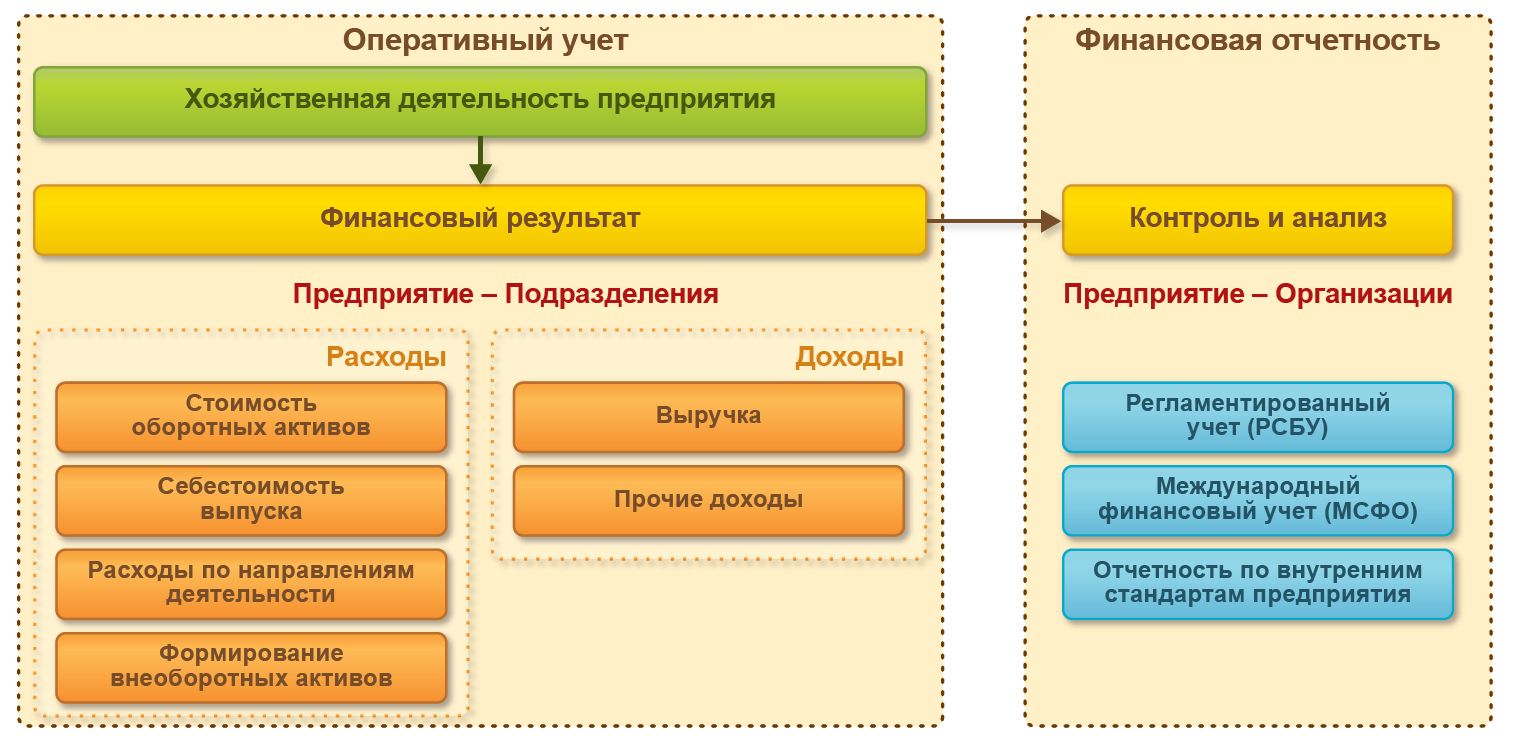 Оперативный учет
Хозяйственная деятельность предприятия
Финансовый результат
Предприятие – Подразделения
Расходы
Стоимость
оборотных активов
Себестоимость
выпуска
Расходы по направлениям
деятельности
Формирование
внеоборотных активов
Доходы
Выручка
Прочие доходы
Финансовая отчетность
Контроль и анализ
Предприятие – Организации
Регламентированный
учет (РСБУ)
Международный
финансовый учет (МСФО)
Отчетность по внутренним
стандартам предприятия